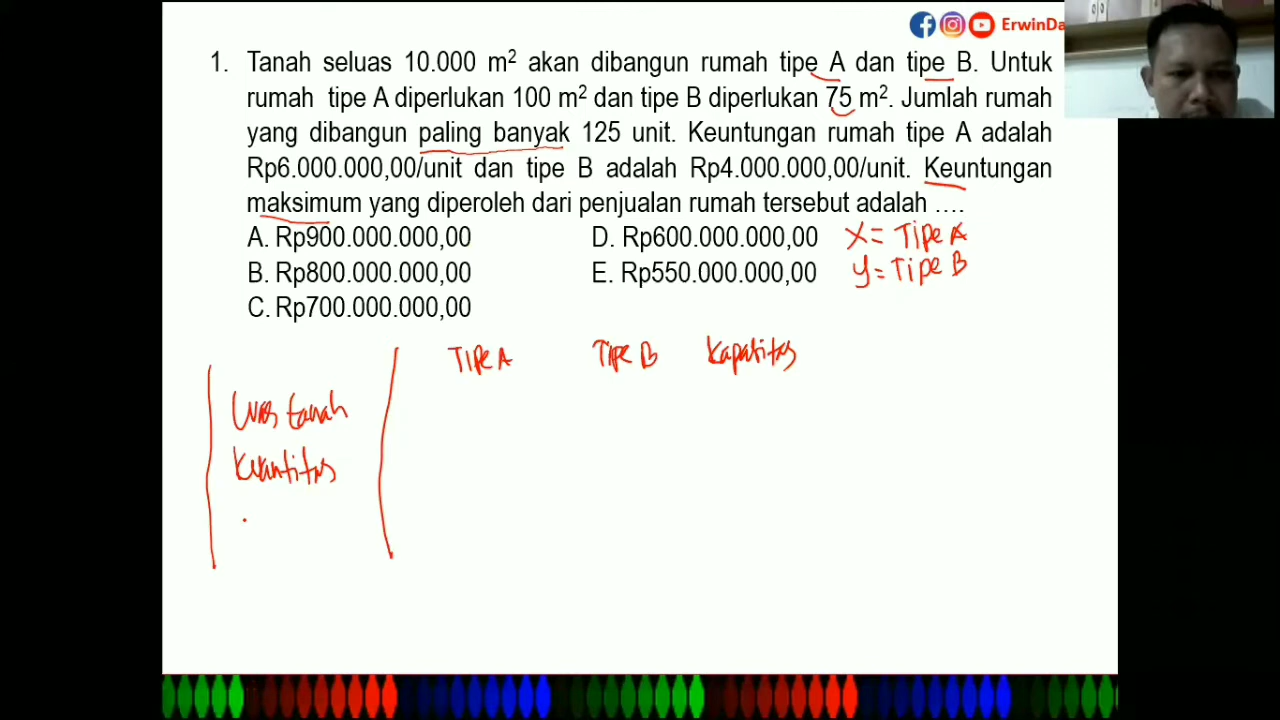 ErwinDa
1. Tanah seluas 10.000 m² akan dibangun rumah tipe A dan tipe B. Untuk
rumah tipe A diperlukan 100 m² dan tipe B diperlukan 75 m². Jumlah rumah
yang dibangun paling banyak 125 unit. Keuntungan rumah tipe A adalah
Rp6.000.000,00/unit dan tipe B adalah Rp4.000.000,00/unit. Keuntungan
maksimum yang diperoleh dari penjualan rumah tersebut adalah ….
A. Rp900.000.000,00 D. Rp600.000.000,00 x = Tipe A
B. Rp800.000.000,00 E. Rp550.000.000,00 y = Tipe B
C. Rp700.000.000,00
Tipe A Tipe B Kapasitas
Luas tanah
Kuantitas